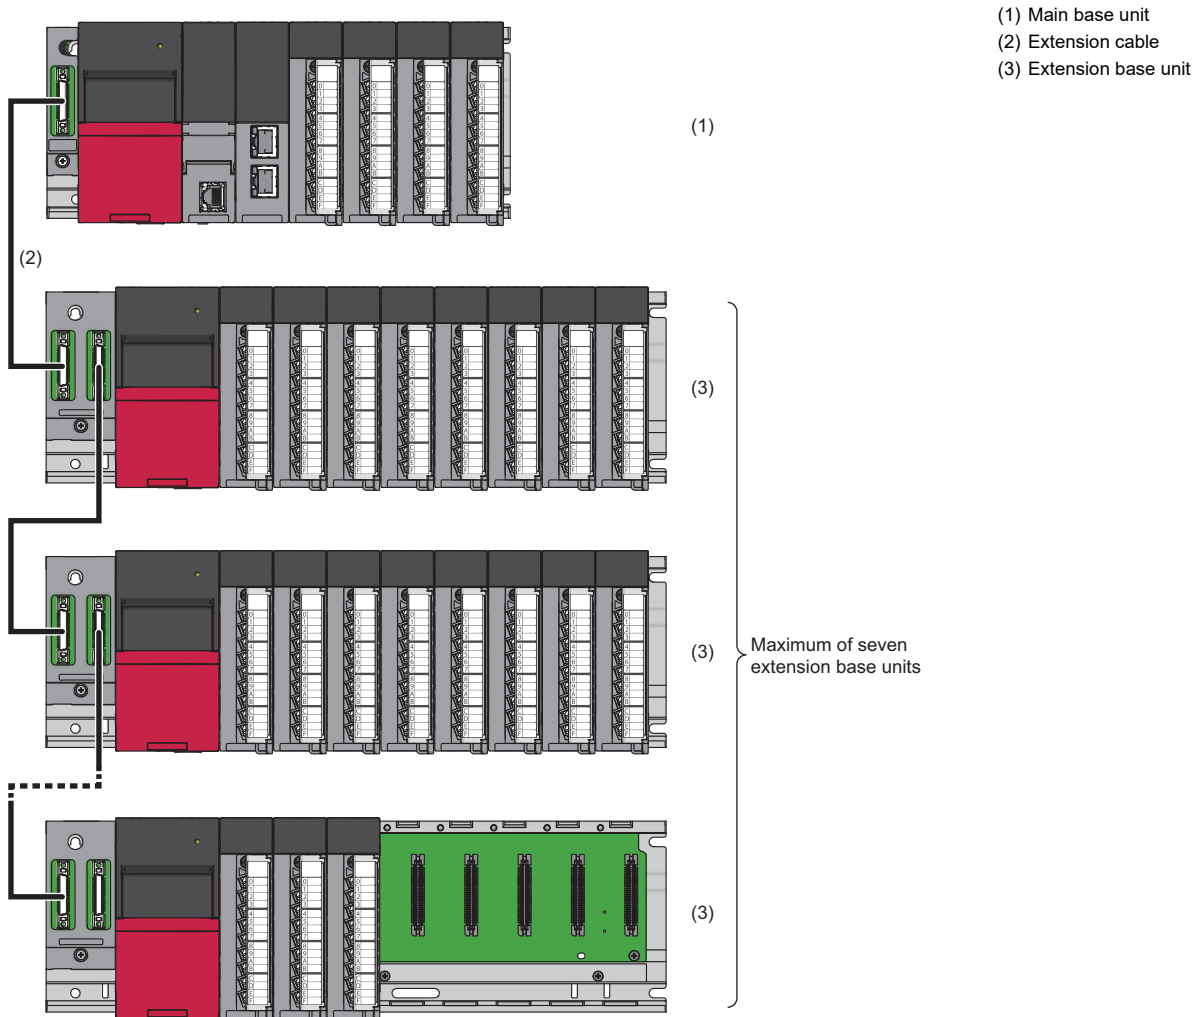 (1) Main base unit
(2) Extension cable
(3) Extension base unit
(1)
(2)
(3)
(3)
Maximum of seven
extension base units
(3)